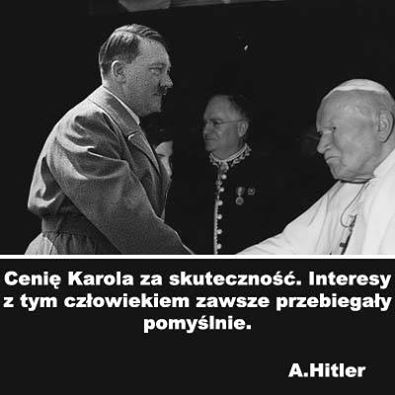 Cenię Karola za skuteczność. Interesy
z tym człowiekiem zawsze przebiegały
pomyślnie.
A.Hitler